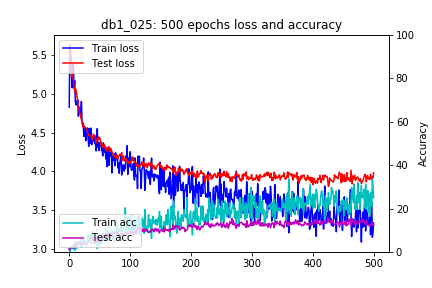 db1_025: 500 epochs loss and accuracy
Train loss
Test loss
Train acc
Test acc
Loss
5.5
5.0
4.5
4.0
3.5
3.0
0 100 200 300 400 500
100
80
60
40
20
0
Accuracy